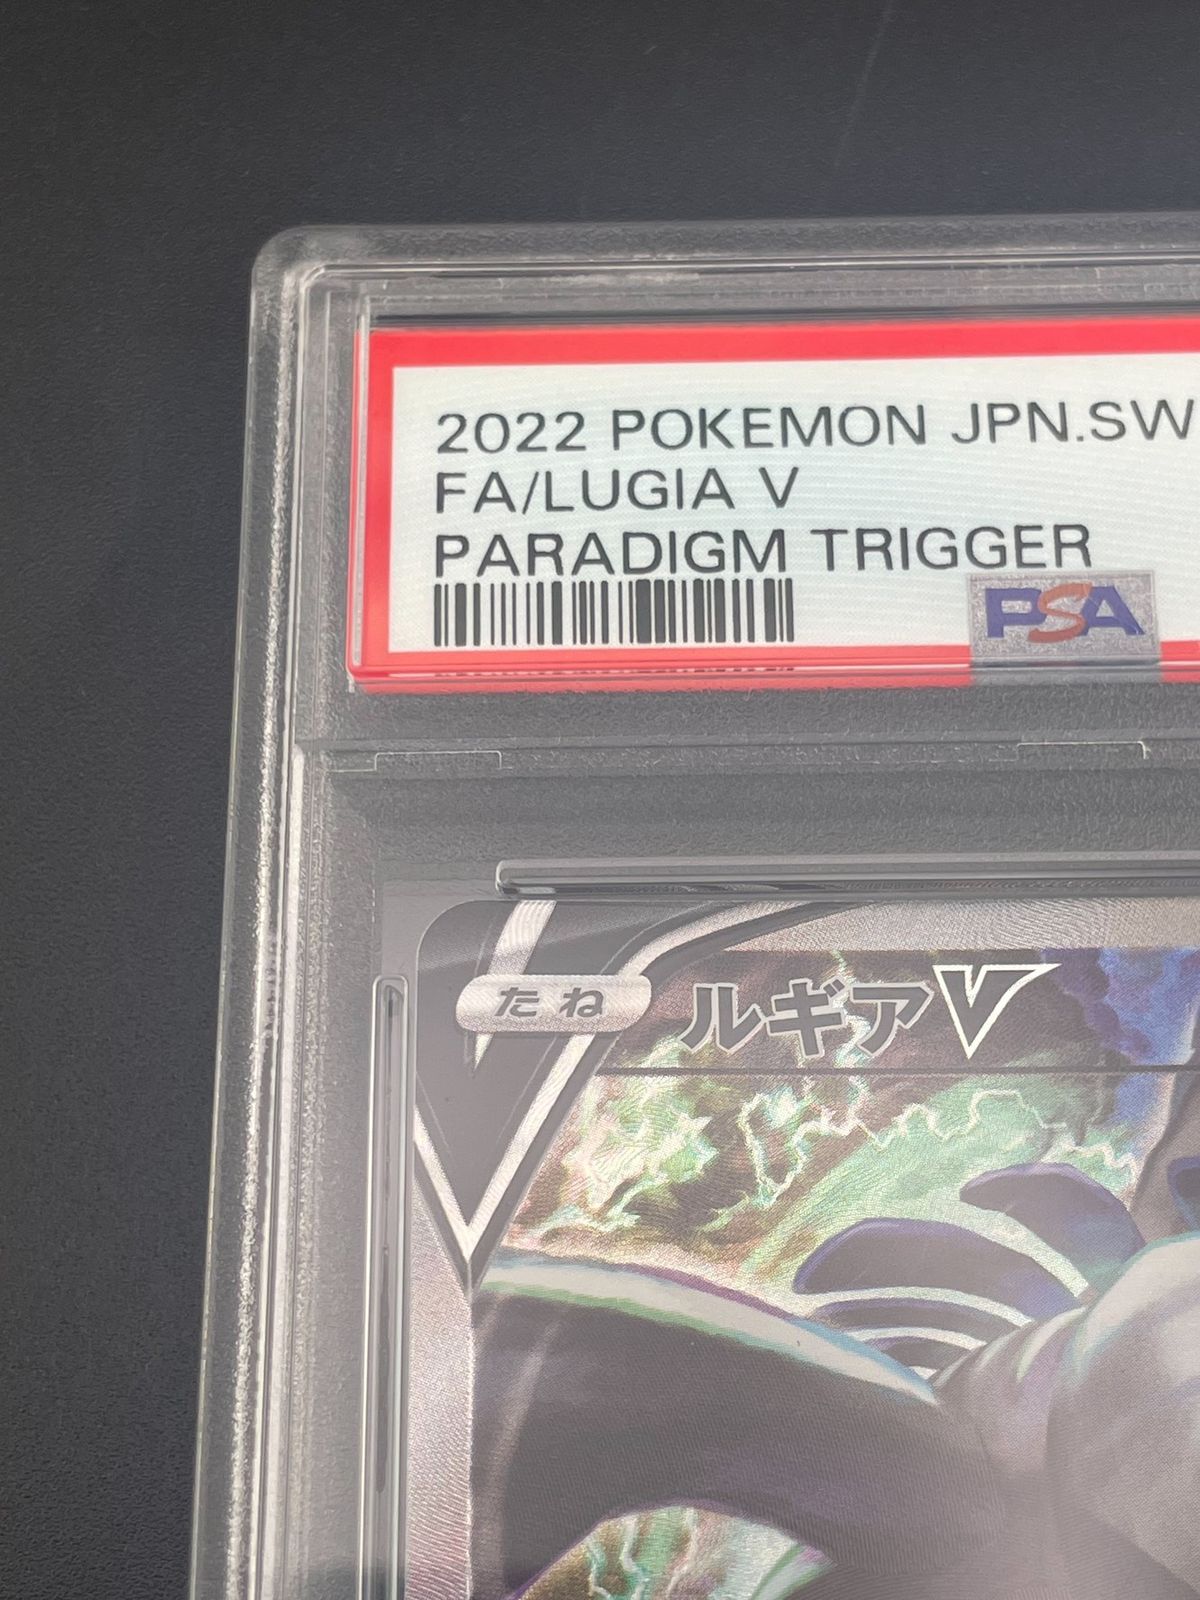 2022 POKEMON JPN.SW
FA/LUGIA V
PARADIGM TRIGGER
PSA
たね ルギアV